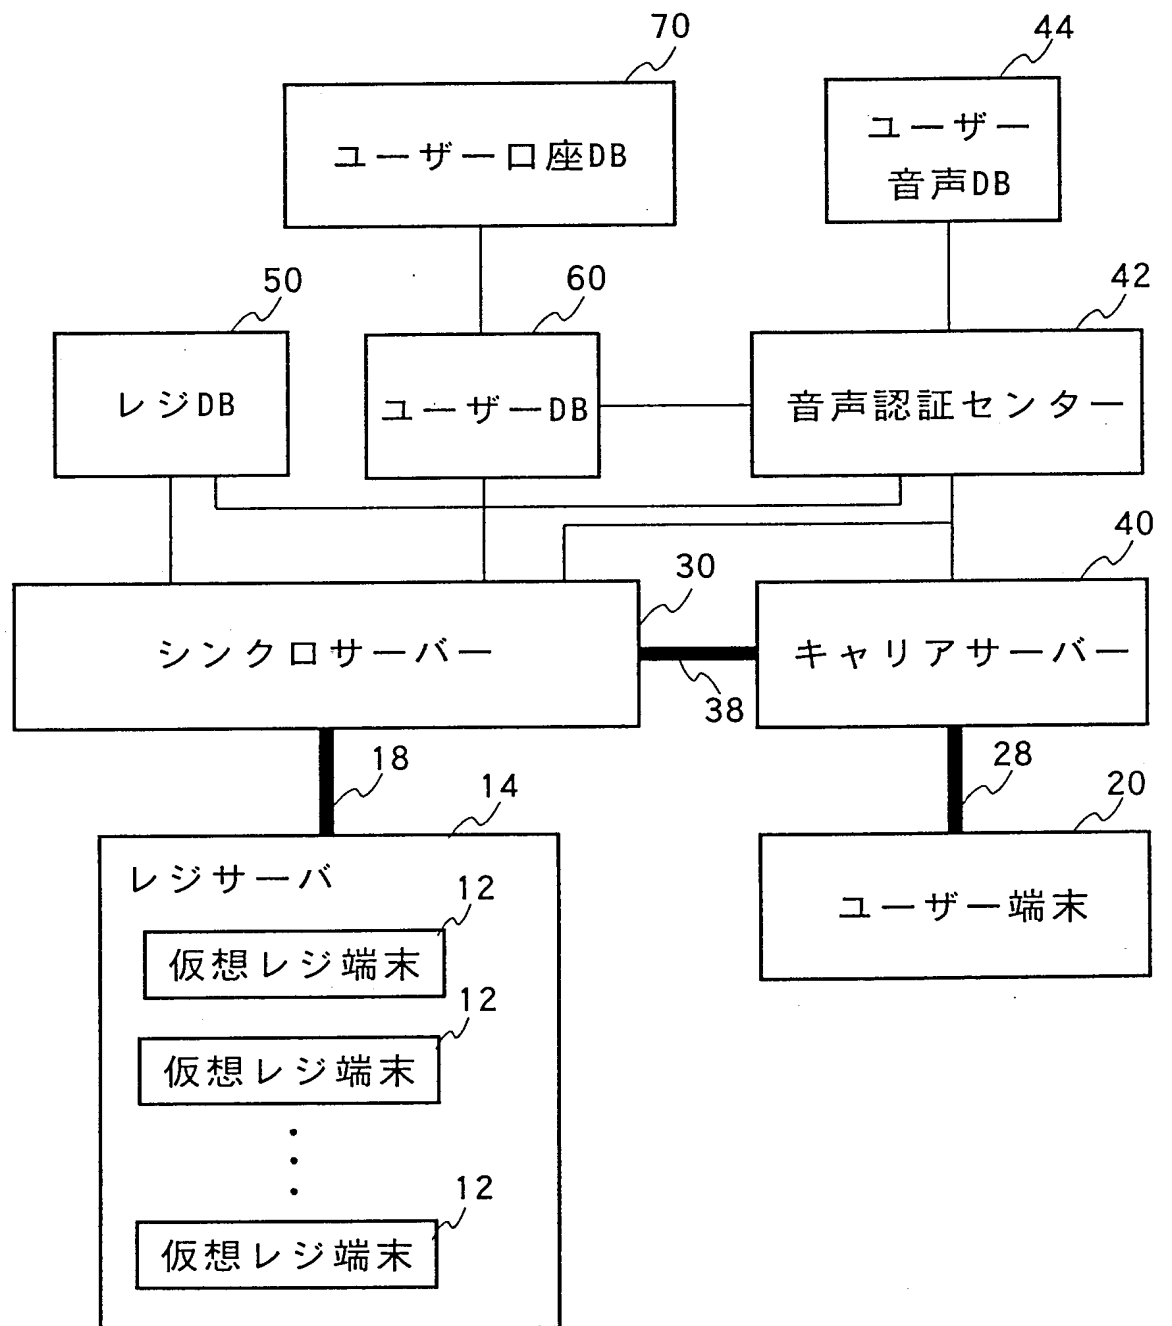 70
44
ユーザー口座DB
ユーザー
音声DB
50
60
42
レジDB
ユーザーDB
音声認証センター
40
30
シンクロサーバー
キャリアサーバー
38
18
28
14
20
レジサーバ
ユーザー端末
12
仮想レジ端末
12
仮想レジ端末
12
仮想レジ端末